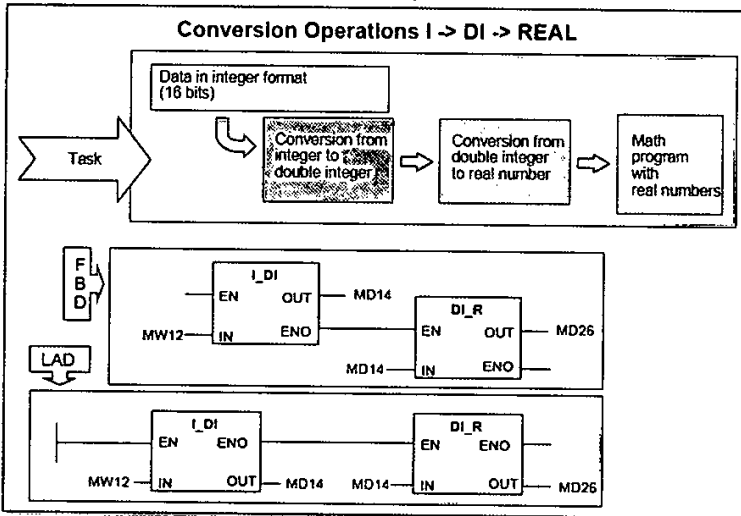 Conversion Operations I -> DI -> REAL
Data in integer format
(16 bits)
Task
Conversion from
integer to
double integer
Conversion from
double integer
to real number
Math
program
with
real numbers
F
B
D
I_DI
EN
OUT
MD14
MW12
IN
ENO
DI_R
EN
OUT
MD26
MD14
IN
ENO
LAD
I_DI
EN
ENO
MW12
IN
OUT
MD14
DI_R
EN
ENO
MD14
IN
OUT
MD26